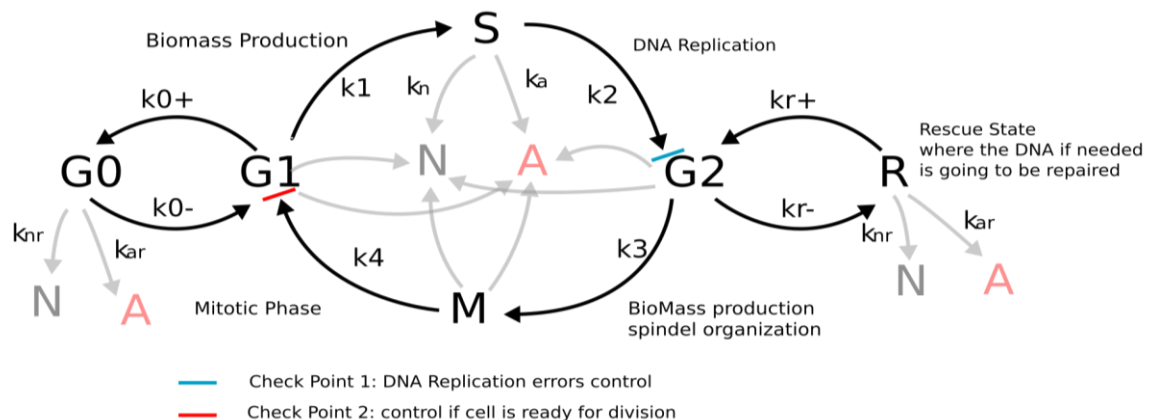 S
Biomass Production
DNA Replication
k1
kn
ka
k2
k0+
kr+
Rescue State
where the DNA if needed
is going to be repaired
G0
G1
N
A
G2
R
k0-
kr-
knr
kar
k4
k3
knr
kar
N
A
Mitotic Phase
M
BioMass production
spindel organization
N
A
Check Point 1: DNA Replication errors control
Check Point 2: control if cell is ready for division